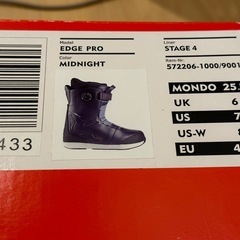 Model
EDGE PRO
Color
MIDNIGHT
Liner
STAGE 4
Item-Nr
572206-1000/9001
MONDO 25.
UK 6
US 7
US-W 8
EU 4
433